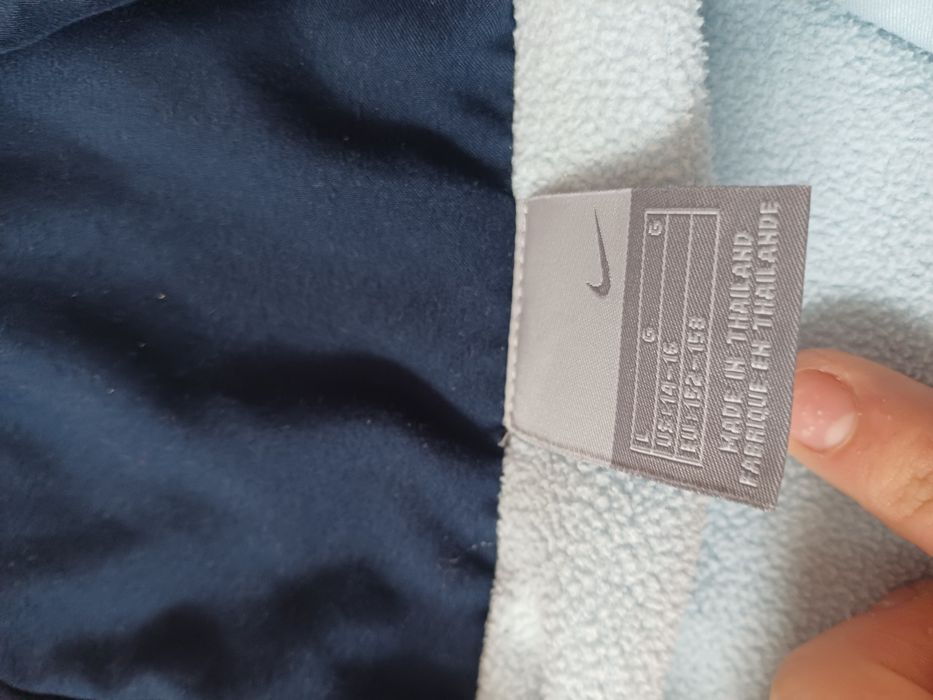 L G G
US:14-16
EU:152-158
MADE IN THAILAND
FABRIQUE EN THAILANDE